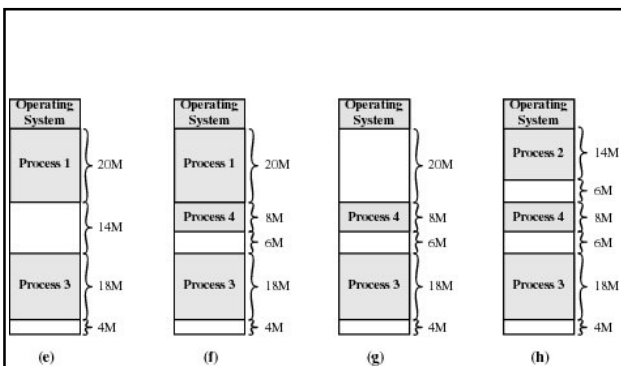 Operating
System
Process 1
20M
14M
Process 3
18M
4M
(e)
Operating
System
Process 1
20M
Process 4
8M
6M
Process 3
18M
4M
(f)
Operating
System
20M
Process 4
8M
6M
Process 3
18M
4M
(g)
Operating
System
Process 2
14M
6M
Process 4
8M
6M
Process 3
18M
4M
(h)